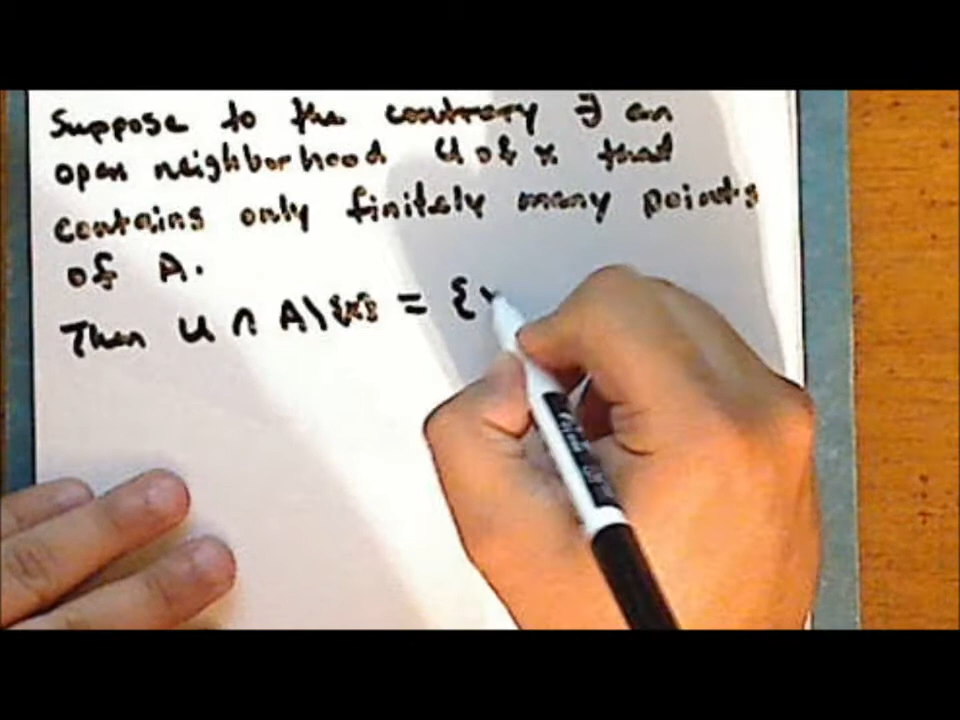 Suppose to the contrary ∃ an
open neighborhood U of x that
contains only finitely many points
of A.
Then U ∩ A\{x} = {x